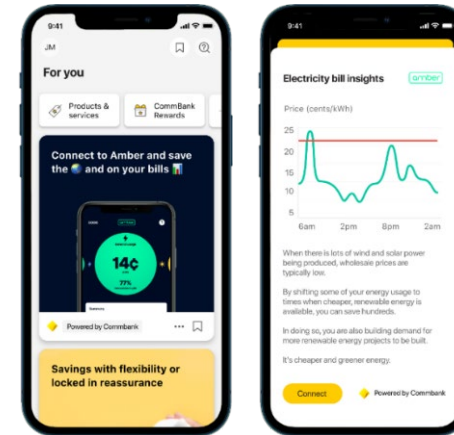 9:41
JM
For you
Products & services
CommBank Rewards
Connect to Amber and save
the 🌏 and on your bills 📊
amber
14¢
77%
Powered by Commbank
Savings with flexibility or
locked in reassurance
9:41
Electricity bill insights
amber
Price (cents/kWh)
25
20
15
10
5
6am 2pm 8pm 2am
When there is lots of wind and solar power
being produced, wholesale prices are
typically low.
By shifting some of your energy usage to
times when cheaper, renewable energy is
available, you can save hundreds.
In doing so, you are also building demand for
more renewable energy projects to be built.
It's cheaper and greener energy.
Connect
Powered by Commbank